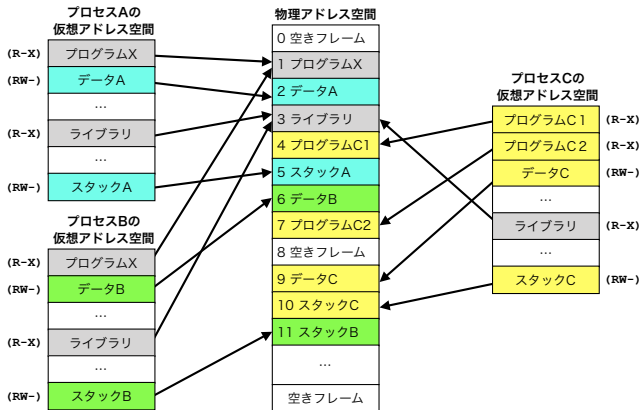 プロセスAの
仮想アドレス空間
(R-X) プログラムX
(RW-) データA
…
(R-X) ライブラリ
…
(RW-) スタックA
プロセスBの
仮想アドレス空間
(R-X) プログラムX
(RW-) データB
…
(R-X) ライブラリ
…
(RW-) スタックB
物理アドレス空間
0 空きフレーム
1 プログラムX
2 データA
3 ライブラリ
4 プログラムC1
5 スタックA
6 データB
7 プログラムC2
8 空きフレーム
9 データC
10 スタックC
11 スタックB
…
空きフレーム
プロセスCの
仮想アドレス空間
プログラムC1 (R-X)
プログラムC2 (R-X)
データC (RW-)
…
ライブラリ (R-X)
…
スタックC (RW-)